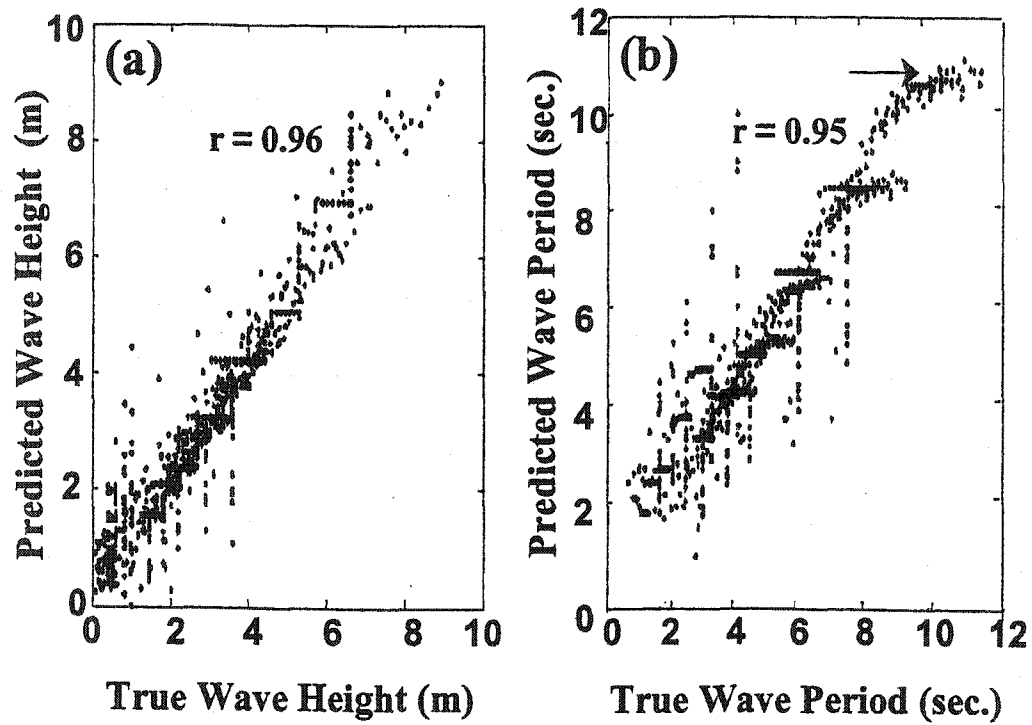 (a)
r = 0.96
10
8
6
4
2
0
0 2 4 6 8 10
Predicted Wave Height (m)
True Wave Height (m)
(b)
r = 0.95
12
10
8
6
4
2
0
0 2 4 6 8 10 12
Predicted Wave Period (sec.)
True Wave Period (sec.)